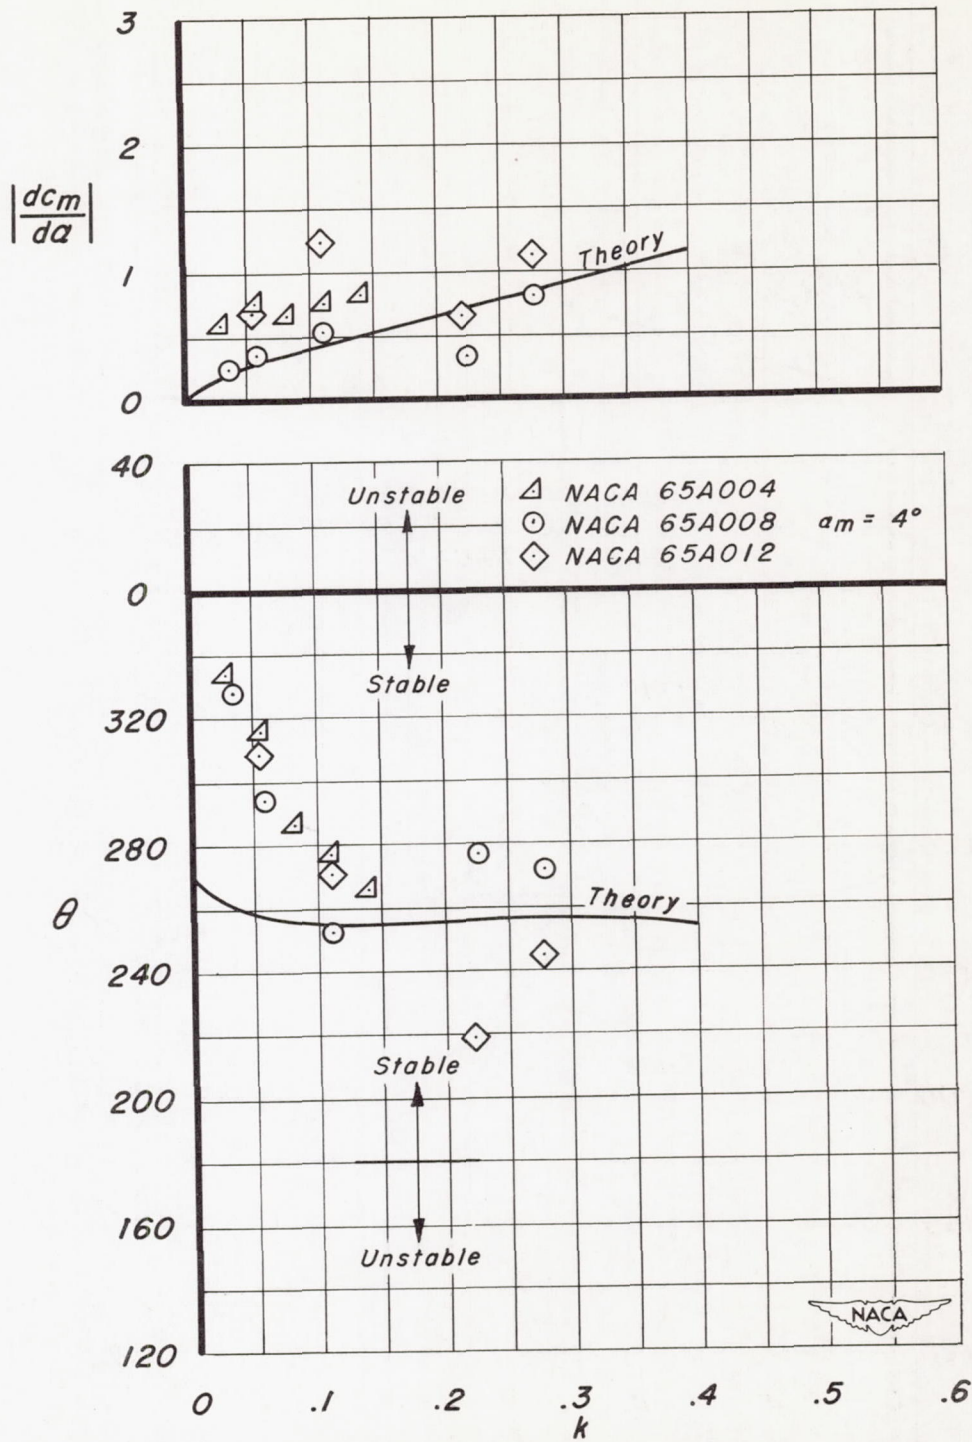 3
2
|dcm/dα|
1
Theory
0
40
Unstable
NACA 65A004
NACA 65A008 αm = 4°
NACA 65A012
0
Stable
320
280
θ
Theory
240
Stable
200
160
Unstable
NACA
120
0 .1 .2 .3 .4 .5 .6
k